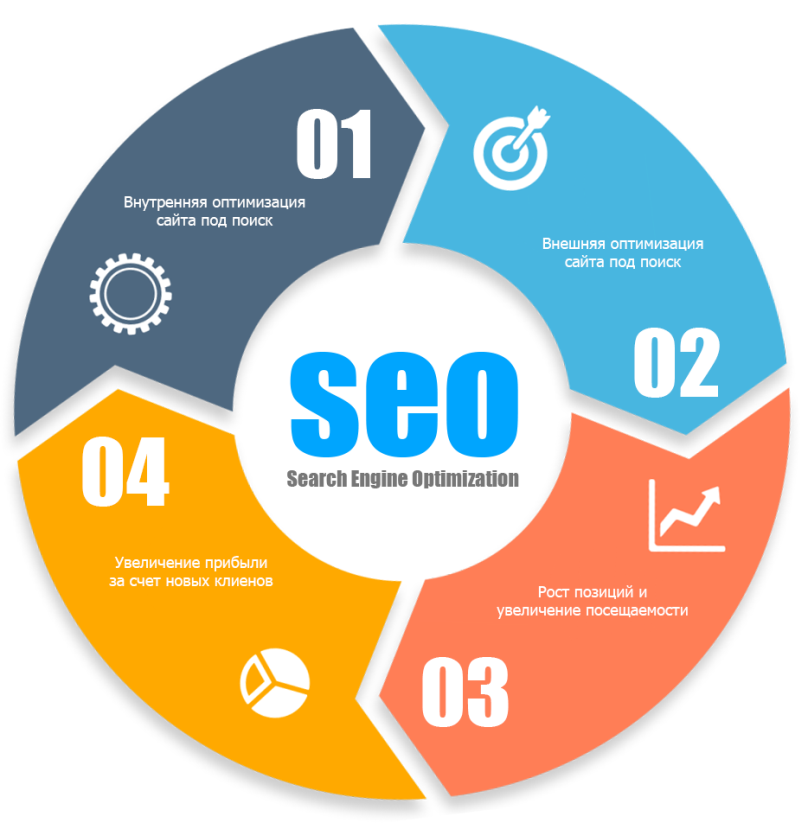 01
Внутренняя оптимизация
сайта под поиск
Внешняя оптимизация
сайта под поиск
02
seo
Search Engine Optimization
Рост позиций и
увеличение посещаемости
03
04
Увеличение прибыли
за счет новых клиенов